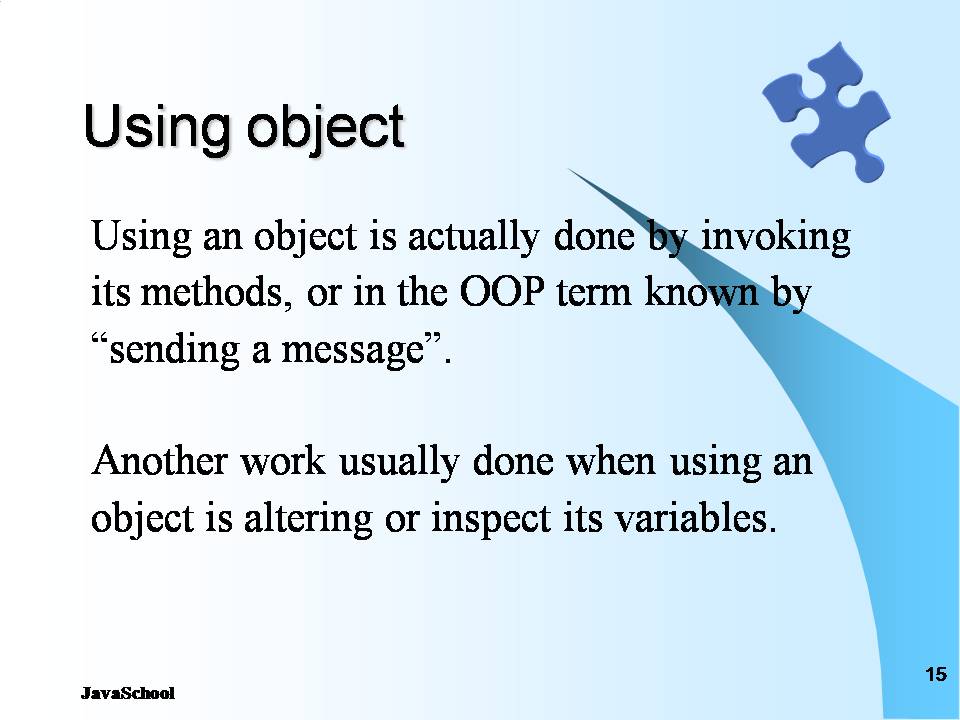 Using object
Using an object is actually done by invoking
its methods, or in the OOP term known by
“sending a message”.
Another work usually done when using an
object is altering or inspect its variables.
JavaSchool
15